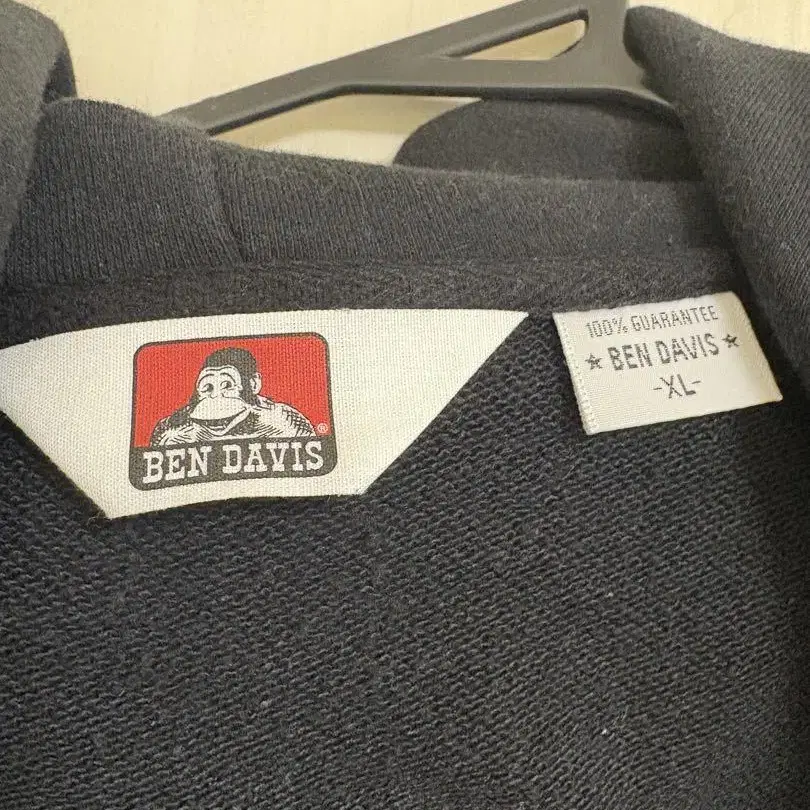 BEN DAVIS
®
100% GUARANTEE
★ BEN DAVIS ★
-XL-